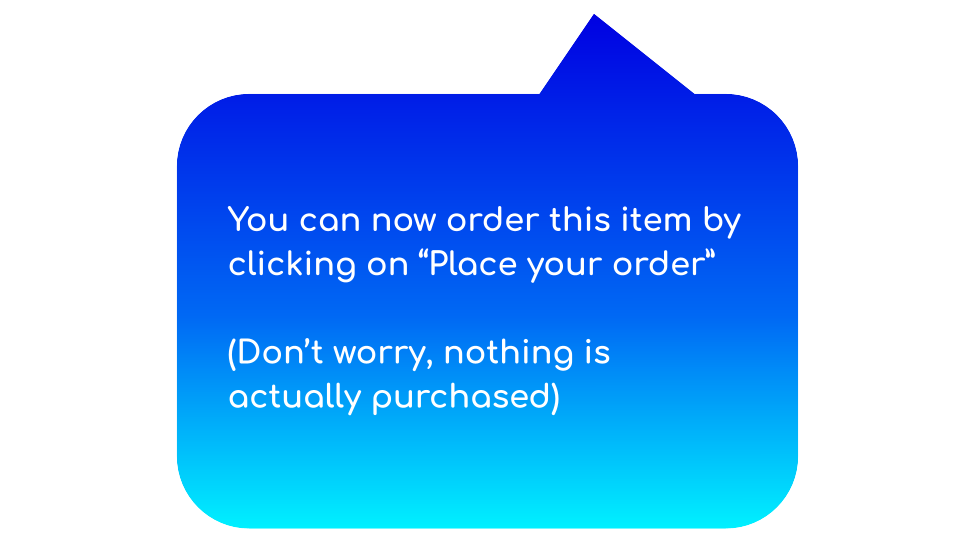 You can now order this item by
clicking on “Place your order”
(Don’t worry, nothing is
actually purchased)